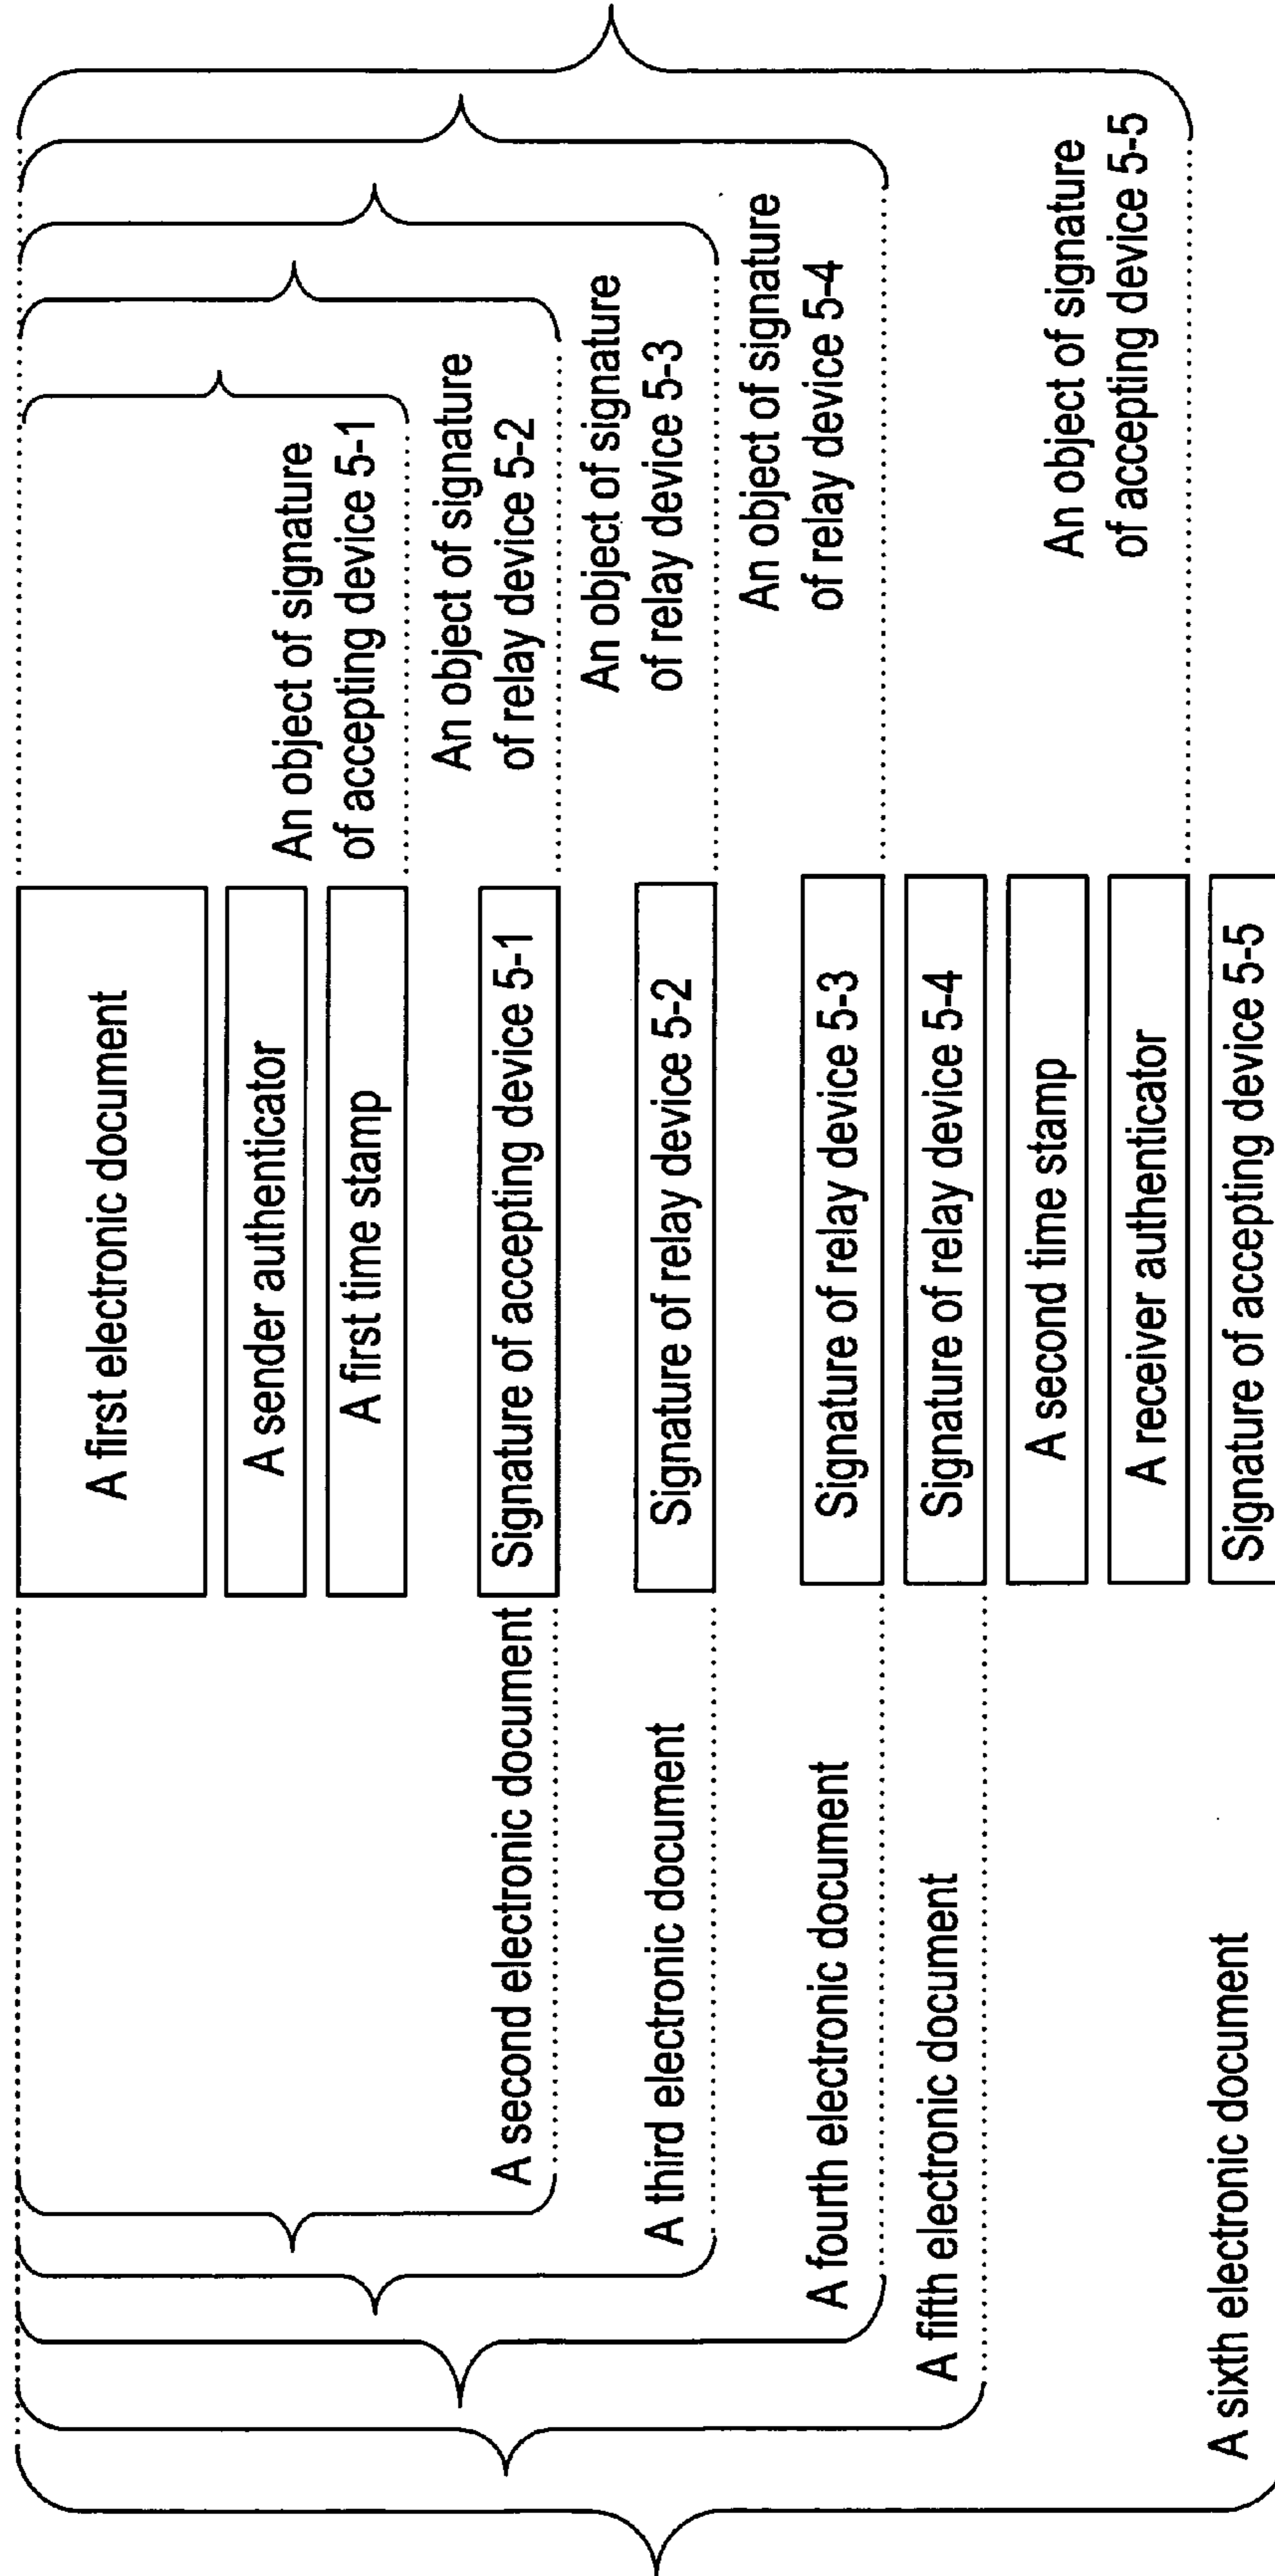 A first electronic document
A sender authenticator
A first time stamp
An object of signature
of accepting device 5-1
A second electronic document
Signature of accepting device 5-1
An object of signature
of relay device 5-2
A third electronic document
Signature of relay device 5-2
An object of signature
of relay device 5-3
A fourth electronic document
Signature of relay device 5-3
An object of signature
of relay device 5-4
A fifth electronic document
Signature of relay device 5-4
A second time stamp
A receiver authenticator
An object of signature
of accepting device 5-5
A sixth electronic document
Signature of accepting device 5-5